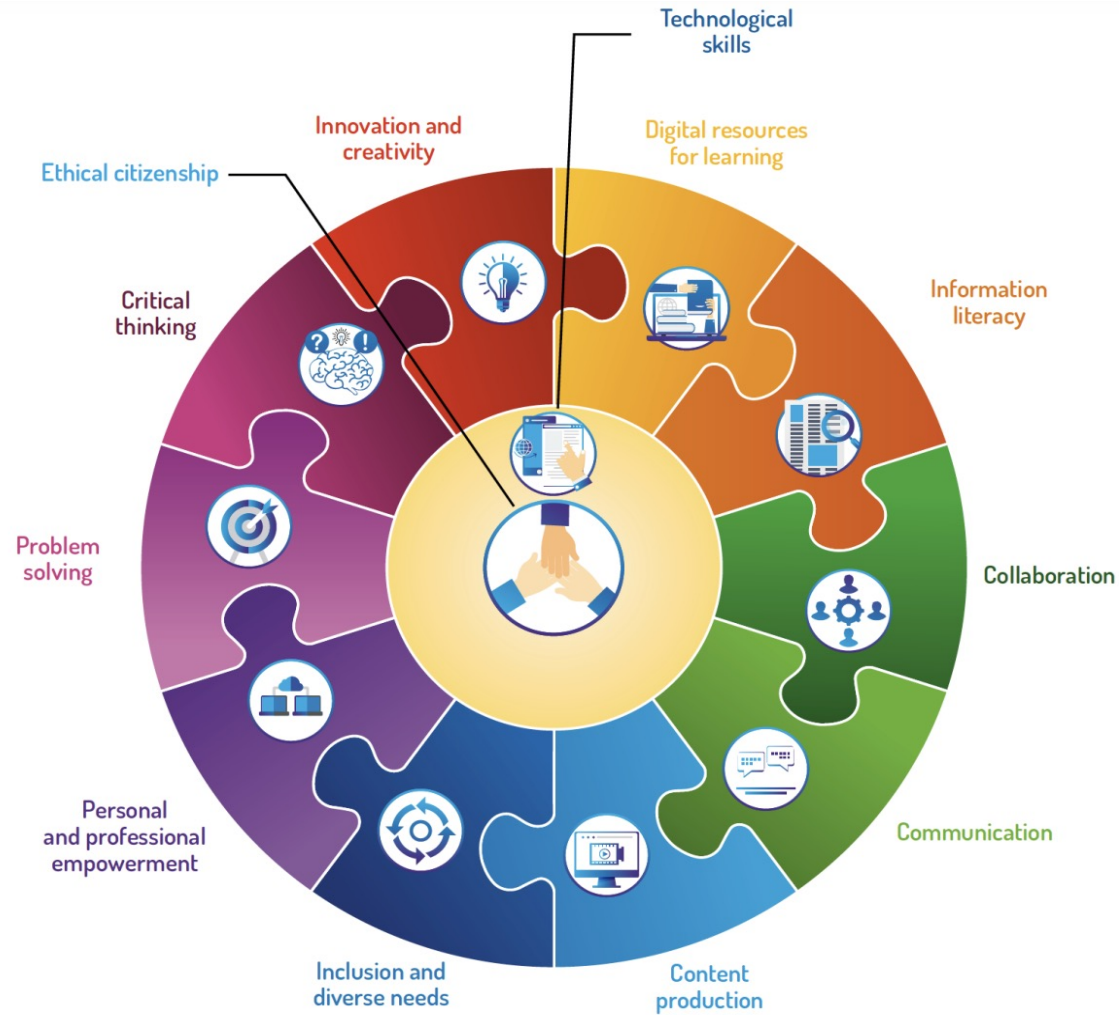 Technological
skills
Innovation and
creativity
Digital resources
for learning
Ethical citizenship
Information
literacy
Critical
thinking
? !
Problem
solving
Collaboration
Personal
and professional
empowerment
Communication
Inclusion and
diverse needs
Content
production